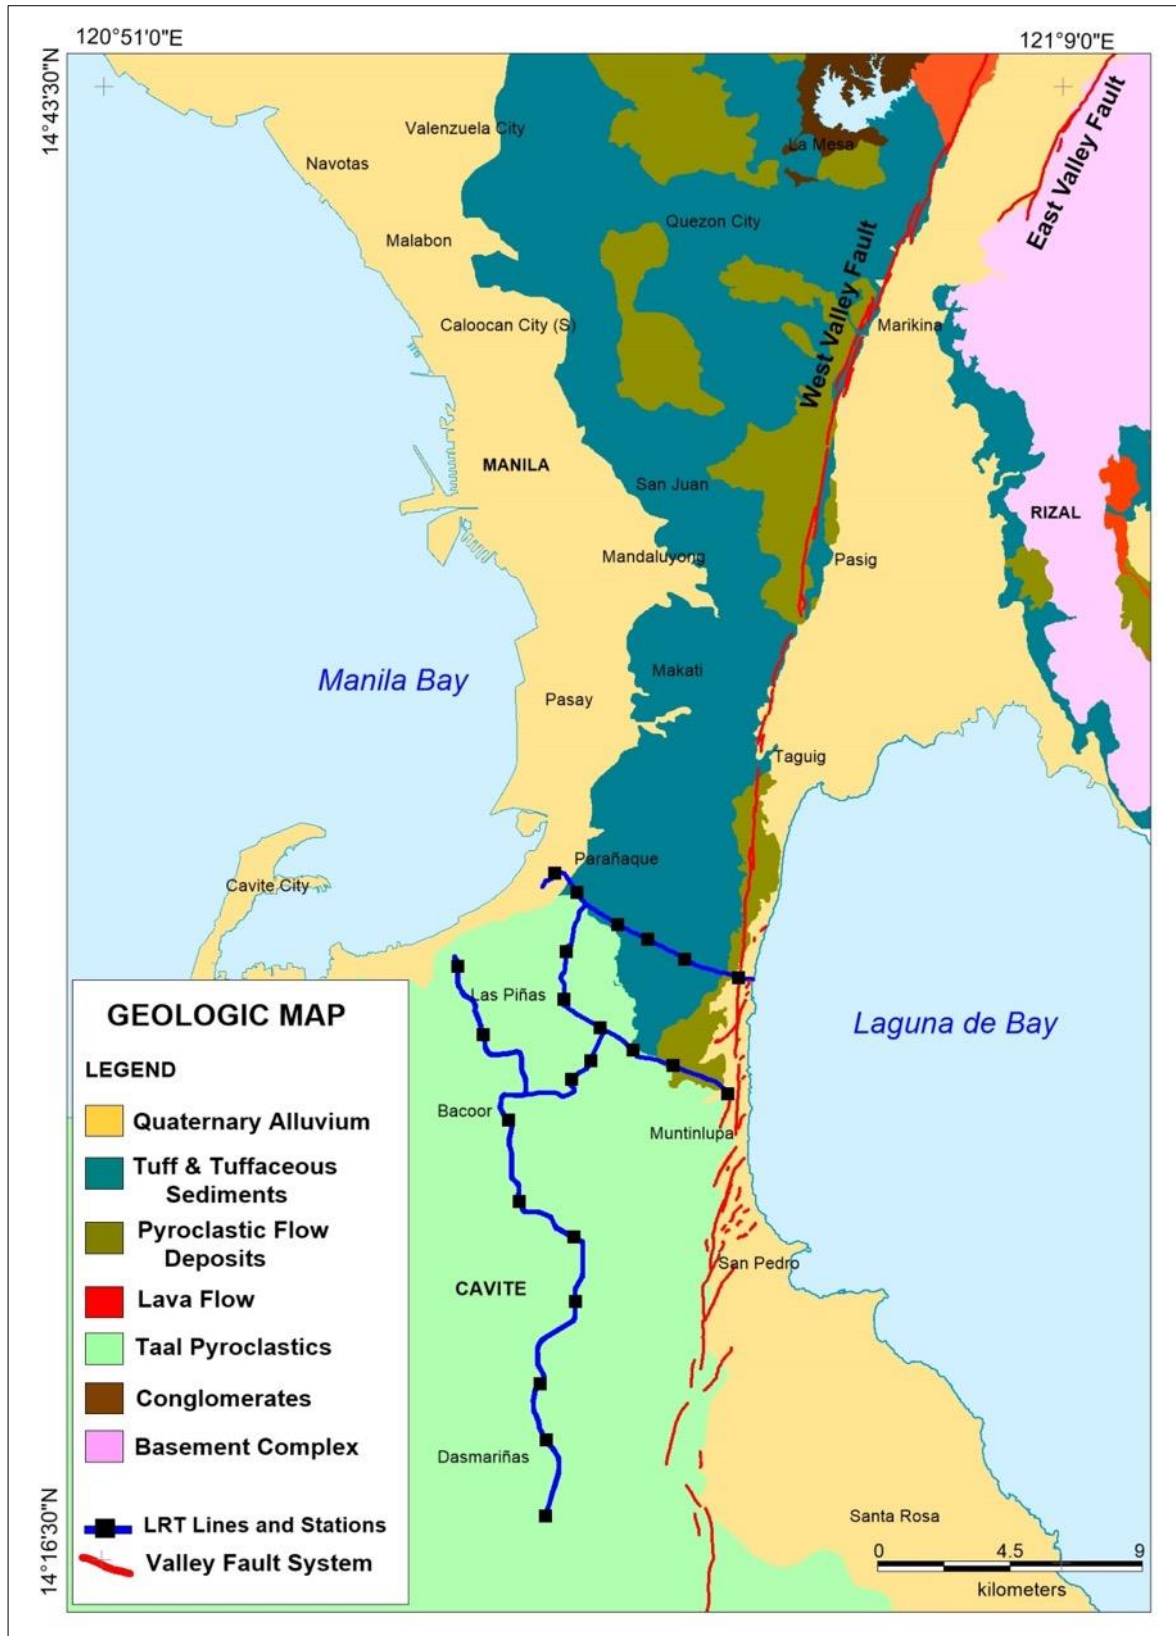 120°51'0"E
121°9'0"E
14°43'30"N
Valenzuela City
Navotas
La Mesa
East Valley Fault
Quezon City
Malabon
West Valley Fault
Caloocan City (S)
Marikina
MANILA
San Juan
RIZAL
Mandaluyong
Pasig
Manila Bay
Makati
Pasay
Taguig
Parañaque
Cavite City
Las Piñas
Laguna de Bay
GEOLOGIC MAP
LEGEND
Quaternary Alluvium
Tuff & Tuffaceous
Sediments
Pyroclastic Flow
Deposits
Lava Flow
Taal Pyroclastics
Conglomerates
Basement Complex
LRT Lines and Stations
Valley Fault System
Bacoor
Muntinlupa
San Pedro
CAVITE
Dasmariñas
Santa Rosa
14°16'30"N
0 4.5 9
kilometers